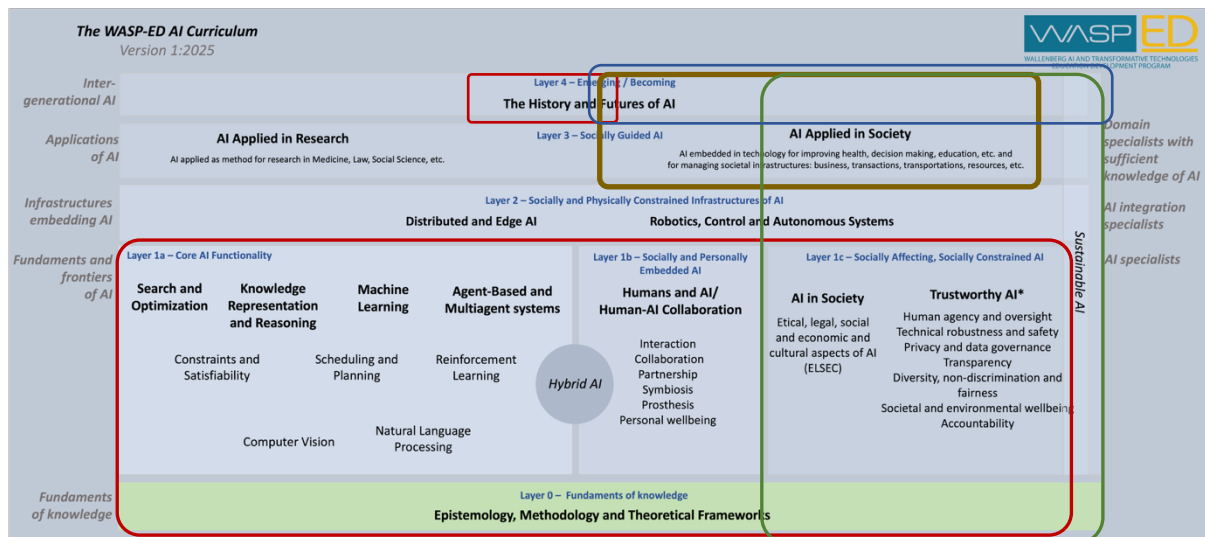 The WASP-ED AI Curriculum
Version 1:2025
WASP ED
WALLENBERG AI AND TRANSFORMATIVE TECHNOLOGIES
EDUCATION DEVELOPMENT PROGRAM
Inter-
generational AI
Layer 4 – Emerging / Becoming
The History and Futures of AI
Applications
of AI
AI Applied in Research
AI applied as method for research in Medicine, Law, Social Science, etc.
Layer 3 – Socially Guided AI
AI Applied in Society
AI embedded in technology for improving health, decision making, education, etc. and
for managing societal infrastructures: business, transactions, transportations, resources, etc.
Domain
specialists with
sufficient
knowledge of AI
Infrastructures
embedding AI
Layer 2 – Socially and Physically Constrained Infrastructures of AI
Distributed and Edge AI
Robotics, Control and Autonomous Systems
AI integration
specialists
Fundaments and
frontiers
of AI
Layer 1a – Core AI Functionality
Search and
Optimization
Knowledge
Representation
and Reasoning
Machine
Learning
Agent-Based and
Multiagent systems
Constraints and
Satisfiability
Scheduling and
Planning
Reinforcement
Learning
Computer Vision
Natural Language
Processing
Hybrid AI
Layer 1b – Socially and Personally
Embedded AI
Humans and AI/
Human-AI Collaboration
Interaction
Collaboration
Partnership
Symbiosis
Prosthesis
Personal wellbeing
Layer 1c – Socially Affecting, Socially Constrained AI
AI in Society
Etical, legal, social
and economic and
cultural aspects of AI
(ELSEC)
Trustworthy AI*
Human agency and oversight
Technical robustness and safety
Privacy and data governance
Transparency
Diversity, non-discrimination and
fairness
Societal and environmental wellbeing
Accountability
Sustainable AI
AI specialists
Fundaments
of knowledge
Layer 0 – Fundaments of knowledge
Epistemology, Methodology and Theoretical Frameworks